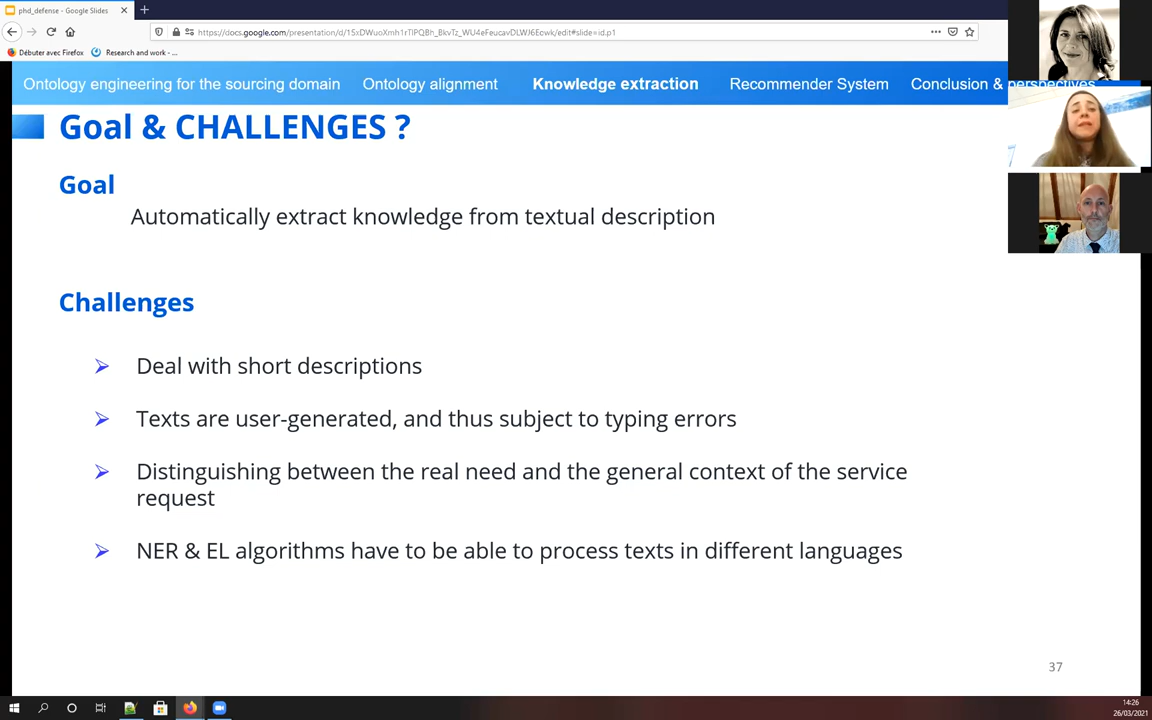 phd_defense - Google Slides
https://docs.google.com/presentation/d/15xDWuoXmh1rTlPQBh_BkvTz_WU4eFeucavDLWJ6Eowk/edit#slide=id.p1
Débuter avec Firefox Research and work - ...
Ontology engineering for the sourcing domain Ontology alignment Knowledge extraction Recommender System Conclusion & perspectives
Goal & CHALLENGES ?
Goal
Automatically extract knowledge from textual description
Challenges
Deal with short descriptions
Texts are user-generated, and thus subject to typing errors
Distinguishing between the real need and the general context of the service
request
NER & EL algorithms have to be able to process texts in different languages
37
14:26
26/03/2021